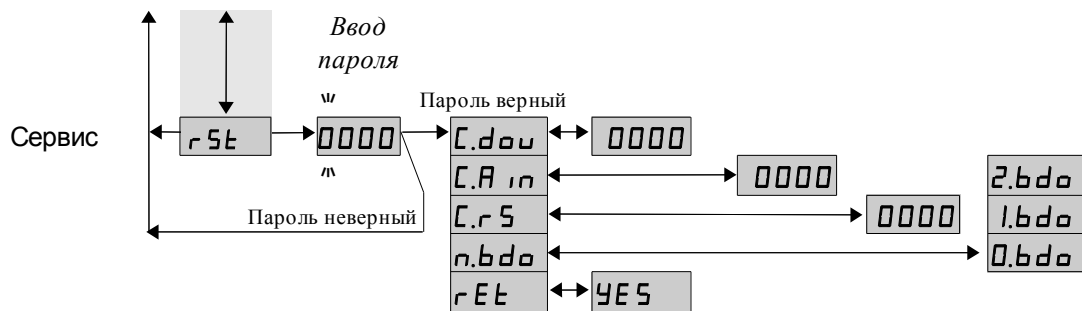 Ввод
пароля
Пароль верный
Сервис
rSt
0000
C.dou
0000
C.A in
0000
2.bdo
Пароль неверный
C.rS
0000
1.bdo
n.bdo
0.bdo
rEt
YES